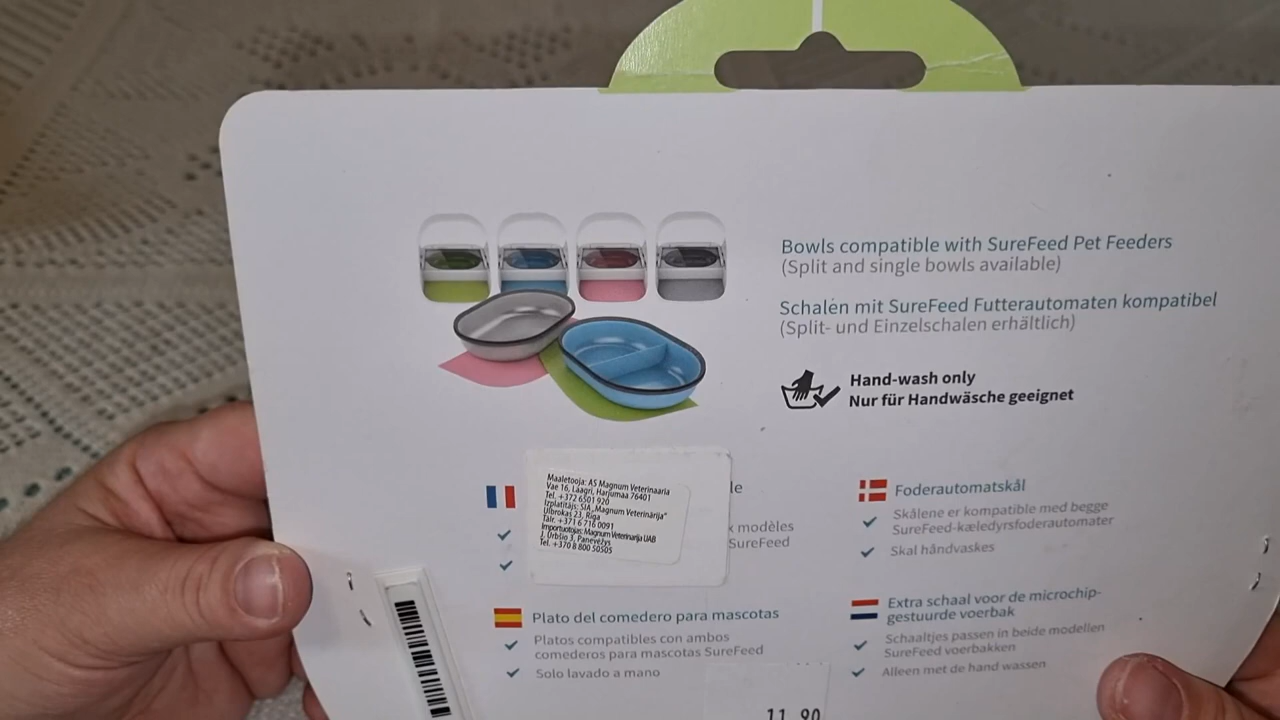 Bowls compatible with SureFeed Pet Feeders
(Split and single bowls available)
Schalen mit SureFeed Futterautomaten kompatibel
(Split- und Einzelschalen erhältlich)
Hand-wash only
Nur für Handwäsche geeignet
le
modèles
SureFeed
Maaletooja: AS Magnum Veterinaaria
Vae 16, Laagri, Harjumaa 76401
Tel. +372 6501 920
Izplatītājs: SIA „Magnum Veterinārija"
Ulbrokas 23, Rīga
Tālr. +371 6 716 0091
Importuotojas: Magnum Veterinarija UAB
J. Urbšio 3, Panevėžys
Tel. +370 8 800 50505
Foderautomatskål
Skålene er kompatible med begge
SureFeed-kæledyrsfoderautomater
Skal håndvaskes
Plato del comedero para mascotas
Platos compatibles con ambos
comederos para mascotas SureFeed
Solo lavado a mano
Extra schaal voor de microchip-
gestuurde voerbak
Schaaltjes passen in beide modellen
SureFeed voerbakken
Alleen met de hand wassen
11.90